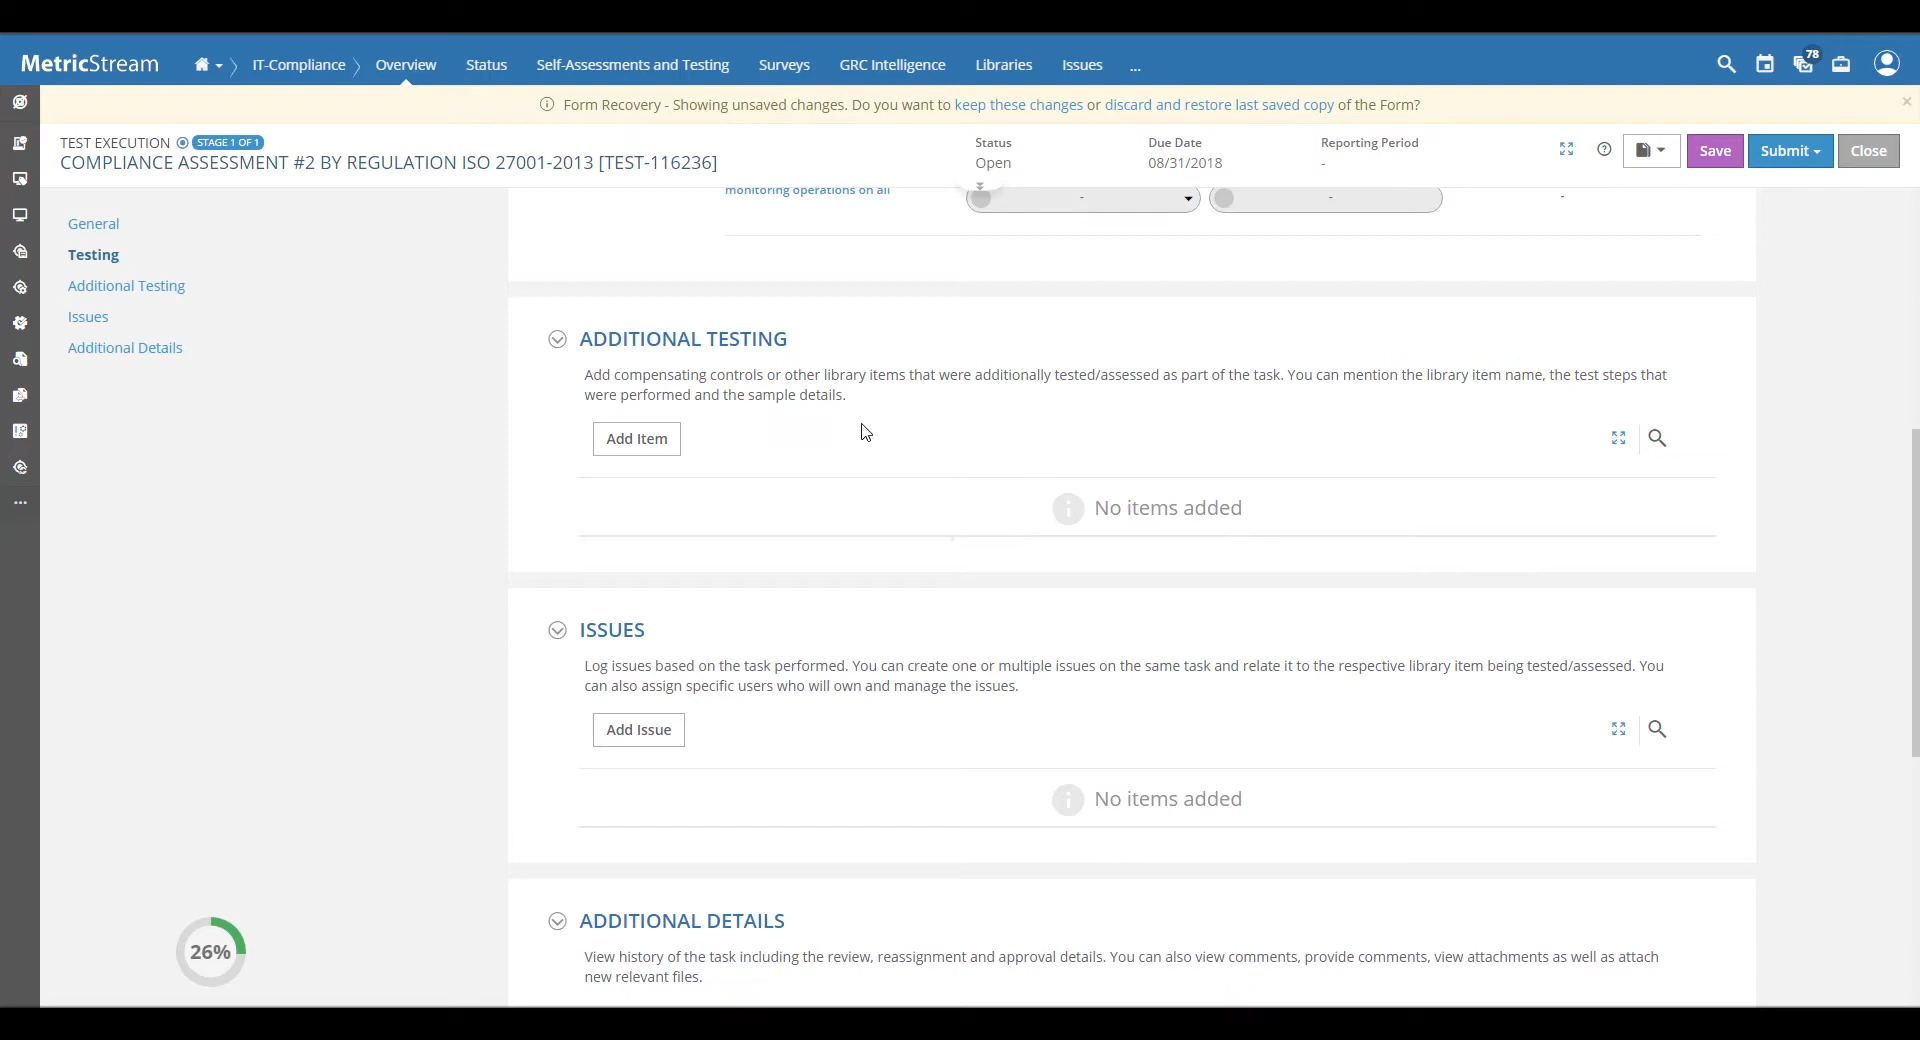 MetricStream
IT-Compliance
Overview
Status
Self-Assessments and Testing
Surveys
GRC Intelligence
Libraries
Issues
...
78
Form Recovery - Showing unsaved changes. Do you want to keep these changes or discard and restore last saved copy of the Form?
TEST EXECUTION
STAGE 1 OF 1
COMPLIANCE ASSESSMENT #2 BY REGULATION ISO 27001-2013 [TEST-116236]
Status
Open
Due Date
08/31/2018
Reporting Period
-
Save
Submit
Close
General
Testing
Additional Testing
Issues
Additional Details
monitoring operations on all
-
-
-
ADDITIONAL TESTING
Add compensating controls or other library items that were additionally tested/assessed as part of the task. You can mention the library item name, the test steps that
were performed and the sample details.
Add Item
No items added
ISSUES
Log issues based on the task performed. You can create one or multiple issues on the same task and relate it to the respective library item being tested/assessed. You
can also assign specific users who will own and manage the issues.
Add Issue
No items added
ADDITIONAL DETAILS
View history of the task including the review, reassignment and approval details. You can also view comments, provide comments, view attachments as well as attach
new relevant files.
26%